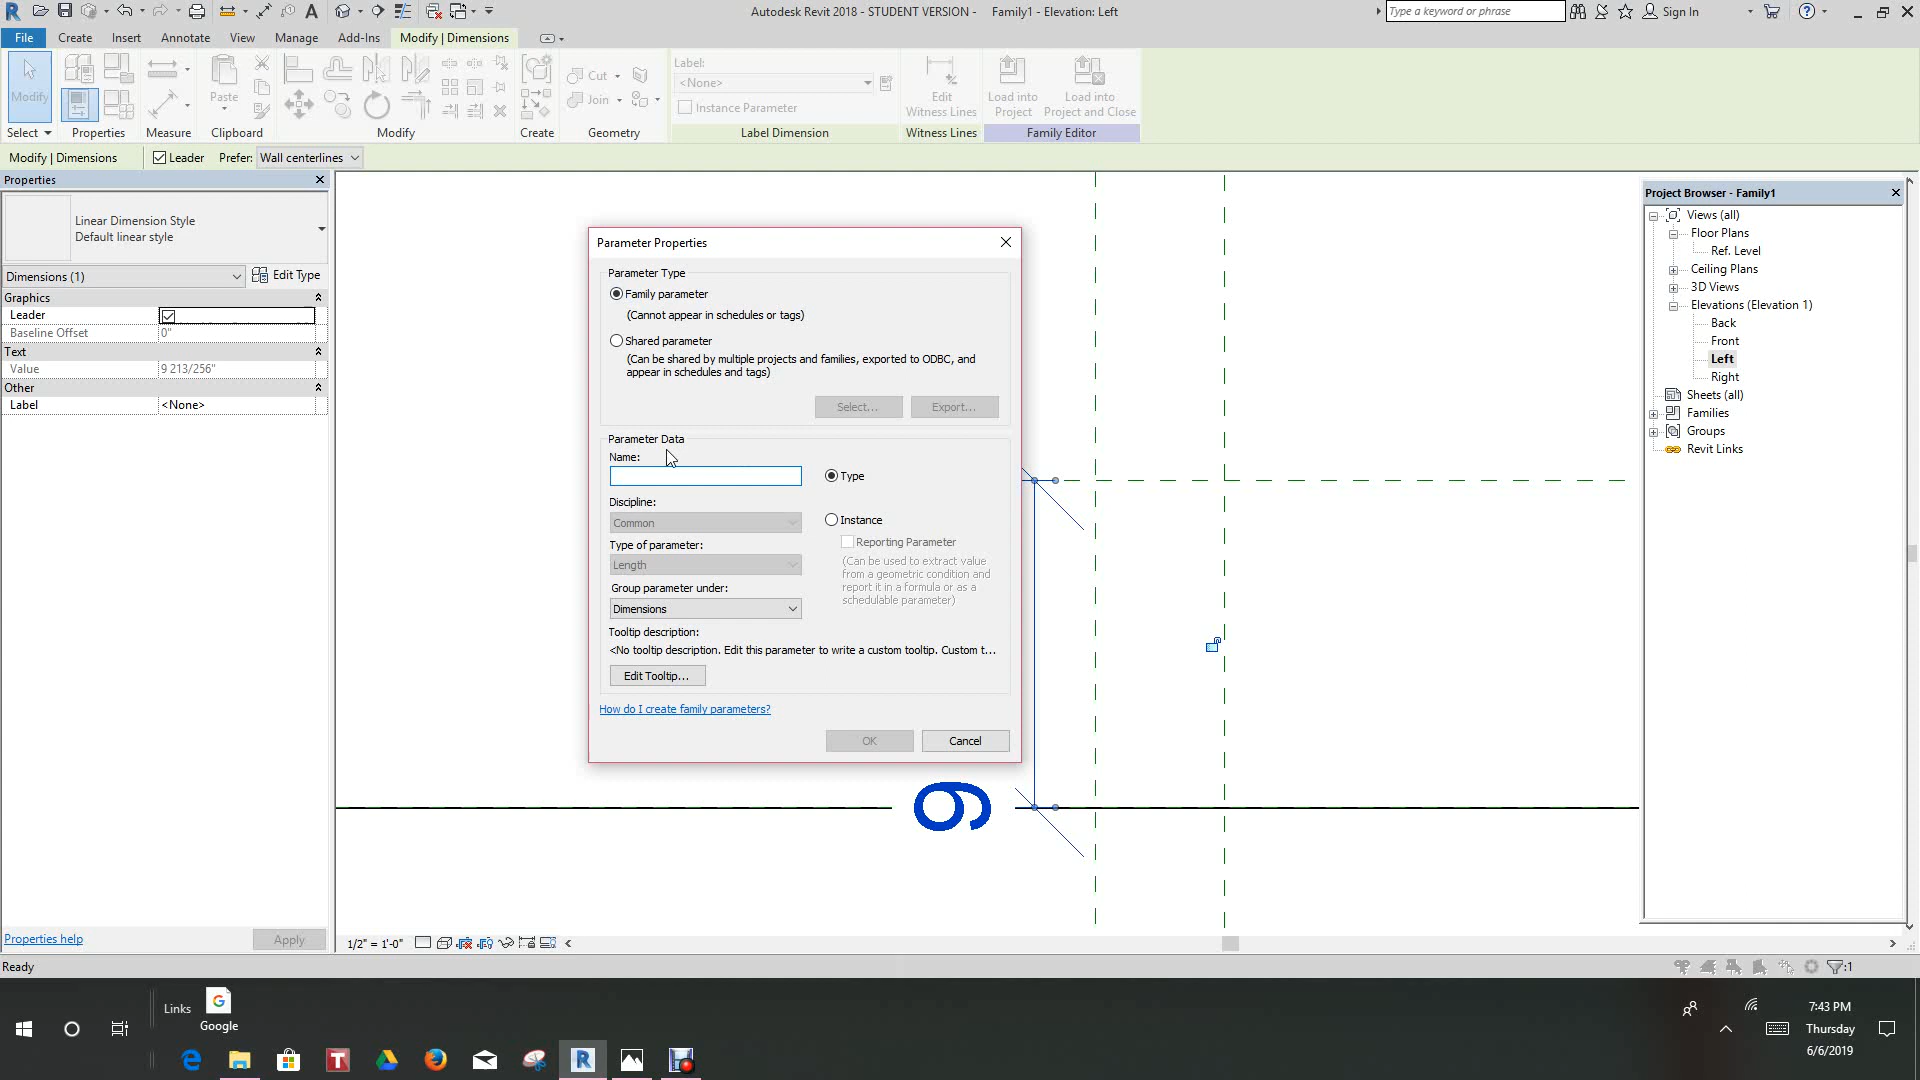 Autodesk Revit 2018 - STUDENT VERSION - Family1 - Elevation: Left
Type a keyword or phrase
Sign In
File Create Insert Annotate View Manage Add-Ins Modify | Dimensions
Modify
Paste
Cut
Join
Label:
<None>
Instance Parameter
Edit
Witness Lines
Load into
Project
Load into
Project and Close
Select Properties Measure Clipboard Modify Create Geometry Label Dimension Witness Lines Family Editor
Modify | Dimensions Leader Prefer: Wall centerlines
Properties
Linear Dimension Style
Default linear style
Dimensions (1) Edit Type
Graphics
Leader
Baseline Offset 0"
Text
Value 9 213/256"
Other
Label <None>
Properties help Apply
Parameter Properties
Parameter Type
Family parameter
(Cannot appear in schedules or tags)
Shared parameter
(Can be shared by multiple projects and families, exported to ODBC, and
appear in schedules and tags)
Select... Export...
Parameter Data
Name:
Type
Discipline:
Common
Instance
Type of parameter:
Reporting Parameter
Length
(Can be used to extract value
from a geometric condition and
report it in a formula or as a
schedulable parameter)
Group parameter under:
Dimensions
Tooltip description:
<No tooltip description. Edit this parameter to write a custom tooltip. Custom t...
Edit Tooltip...
How do I create family parameters?
OK Cancel
9
Project Browser - Family1
Views (all)
Floor Plans
Ref. Level
Ceiling Plans
3D Views
Elevations (Elevation 1)
Back
Front
Left
Right
Sheets (all)
Families
Groups
Revit Links
1/2" = 1'-0"
Ready
:1
Links
Google
7:43 PM
Thursday
6/6/2019